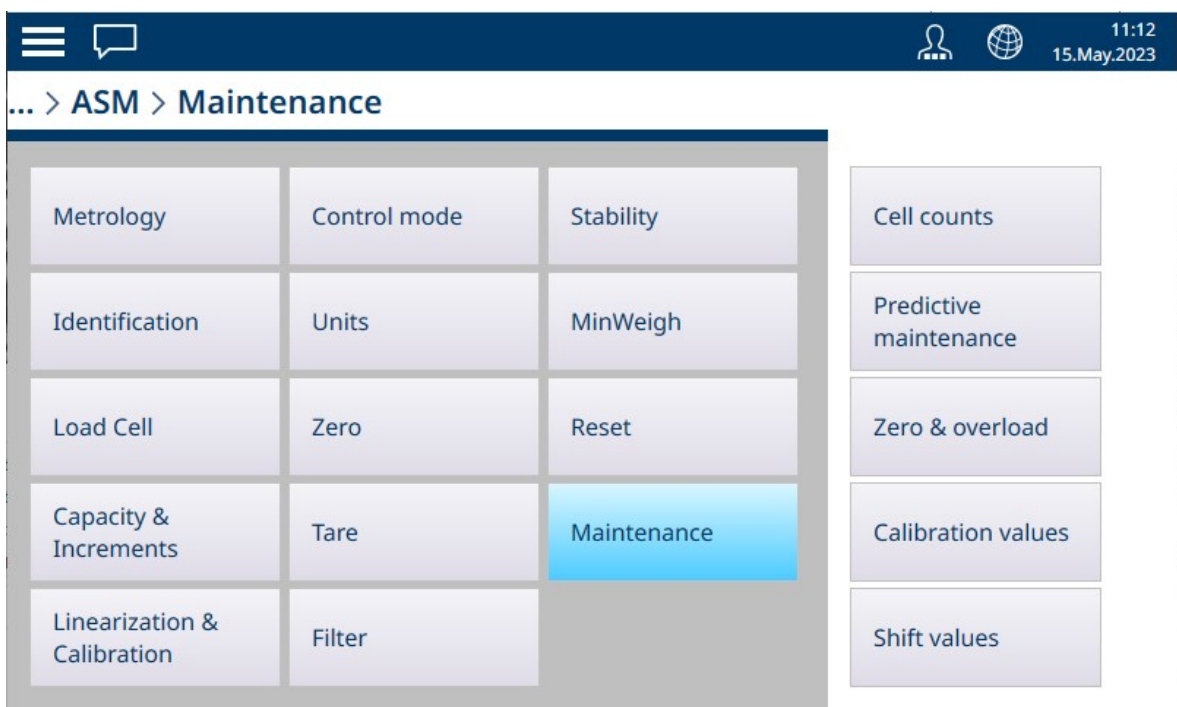 11:12
15.May.2023
... > ASM > Maintenance
Metrology
Control mode
Stability
Cell counts
Identification
Units
MinWeigh
Predictive
maintenance
Load Cell
Zero
Reset
Zero & overload
Capacity &
Increments
Tare
Maintenance
Calibration values
Linearization &
Calibration
Filter
Shift values